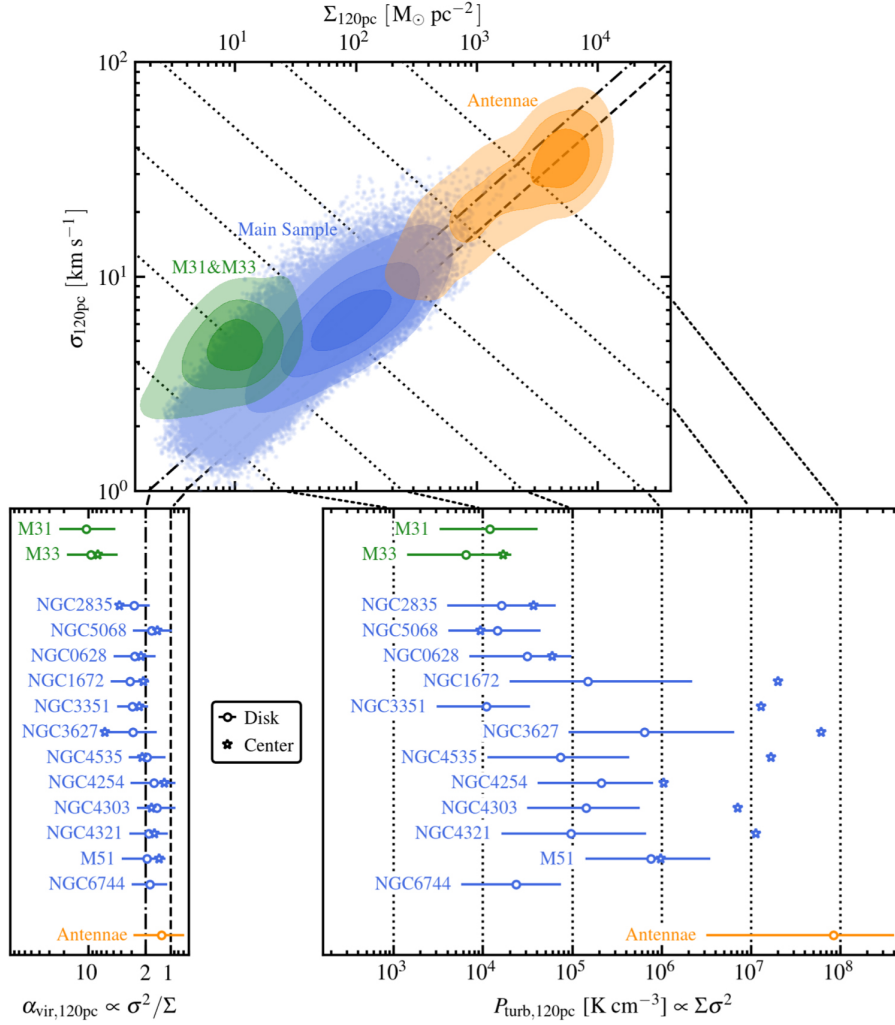 Σ₁₂₀pc [M⊙ pc⁻²]
10¹ 10² 10³ 10⁴
10²
Antennae
Main Sample
M31&M33
10¹
σ₁₂₀pc [km s⁻¹]
10⁰
M31 M31
M33 M33
NGC2835 NGC2835
NGC5068 NGC5068
NGC0628 NGC0628
NGC1672 NGC1672
NGC3351 NGC3351
NGC3627 NGC3627
NGC4535 NGC4535
NGC4254 NGC4254
NGC4303 NGC4303
NGC4321 NGC4321
M51 M51
NGC6744 NGC6744
Antennae Antennae
Disk
Center
10 2 1
10³ 10⁴ 10⁵ 10⁶ 10⁷ 10⁸
αvir,120pc ∝ σ²/Σ
Pturb,120pc [K cm⁻³] ∝ Σσ²